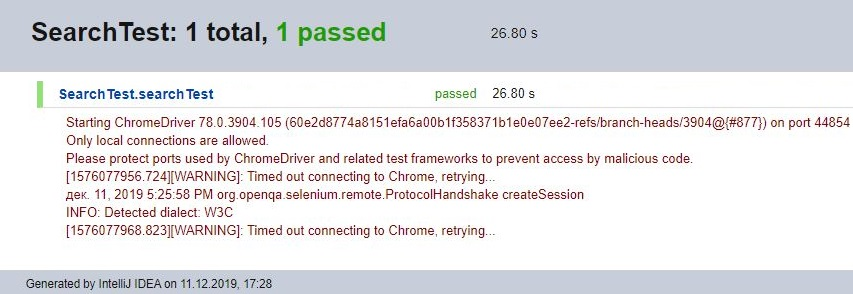 SearchTest: 1 total, 1 passed 26.80 s
SearchTest.searchTest passed 26.80 s
Starting ChromeDriver 78.0.3904.105 (60e2d8774a8151efa6a00b1f358371b1e0e07ee2-refs/branch-heads/3904@{#877}) on port 44854
Only local connections are allowed.
Please protect ports used by ChromeDriver and related test frameworks to prevent access by malicious code.
[1576077956.724][WARNING]: Timed out connecting to Chrome, retrying...
дек. 11, 2019 5:25:58 PM org.openqa.selenium.remote.ProtocolHandshake createSession
INFO: Detected dialect: W3C
[1576077968.823][WARNING]: Timed out connecting to Chrome, retrying...
Generated by IntelliJ IDEA on 11.12.2019, 17:28